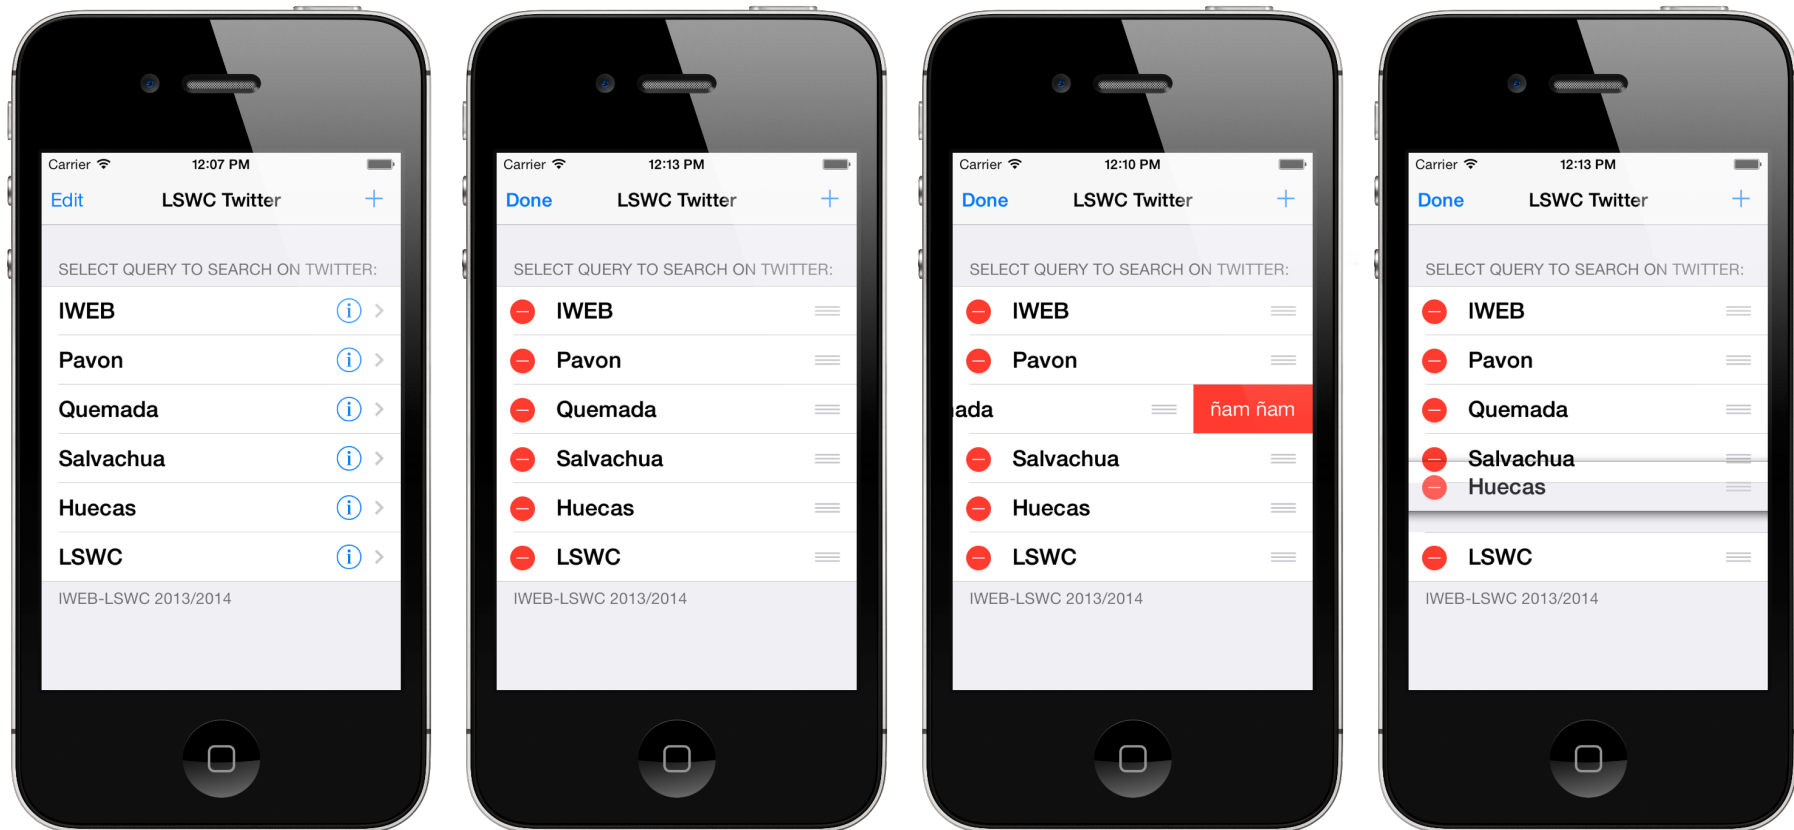 Carrier 12:07 PM
Edit LSWC Twitter +
SELECT QUERY TO SEARCH ON TWITTER:
IWEB
Pavon
Quemada
Salvachua
Huecas
LSWC
IWEB-LSWC 2013/2014
Carrier 12:13 PM
Done LSWC Twitter +
SELECT QUERY TO SEARCH ON TWITTER:
IWEB
Pavon
Quemada
Salvachua
Huecas
LSWC
IWEB-LSWC 2013/2014
Carrier 12:10 PM
Done LSWC Twitter +
SELECT QUERY TO SEARCH ON TWITTER:
IWEB
Pavon
ada ñam ñam
Salvachua
Huecas
LSWC
IWEB-LSWC 2013/2014
Carrier 12:13 PM
Done LSWC Twitter +
SELECT QUERY TO SEARCH ON TWITTER:
IWEB
Pavon
Quemada
Salvachua
Huecas
LSWC
IWEB-LSWC 2013/2014